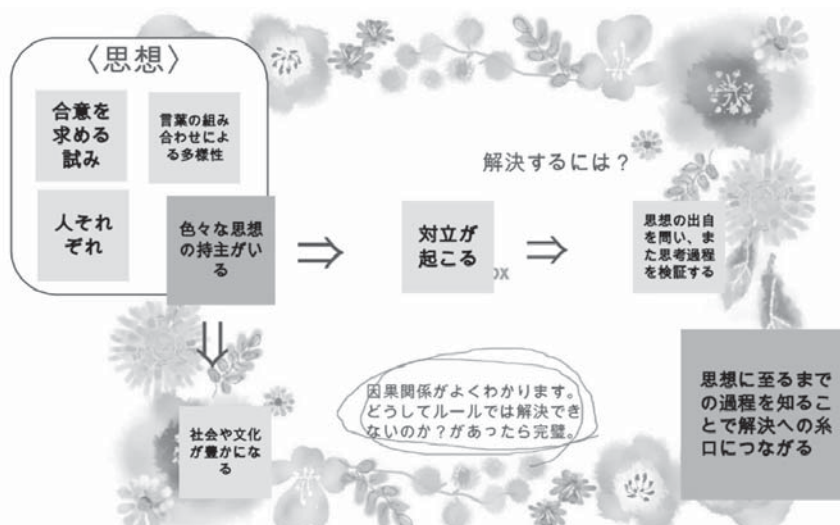 〈思想〉
合意を
求める
試み
言葉の組み
合わせによ
る多様性
人それ
ぞれ
色々な思想
の持主がい
る
対立が
起こる
解決するには？
思想の出自
を問い、ま
た思考過程
を検証する
社会や文化
が豊かにな
る
因果関係がよくわかります。
どうしてルールでは解決でき
ないのか？があったら完璧。
思想に至るまで
の過程を知るこ
とで解決への糸
口につながる